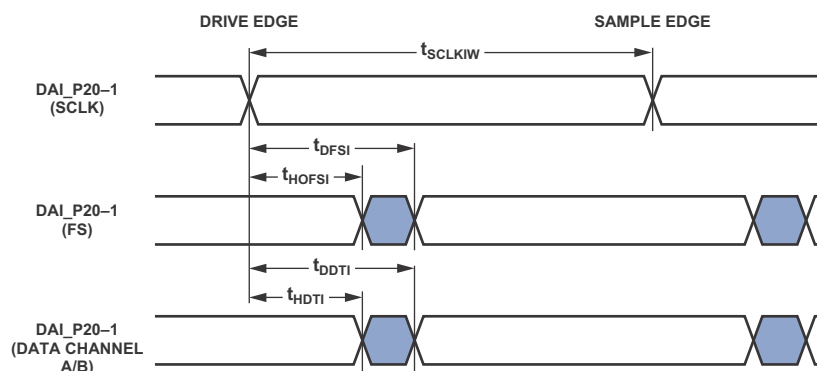 DRIVE EDGE
SAMPLE EDGE
tSCLKIW
DAI_P20–1
(SCLK)
tDFSI
tHOFSI
DAI_P20–1
(FS)
tDDTI
tHDTI
DAI_P20–1
(DATA CHANNEL
A/B)